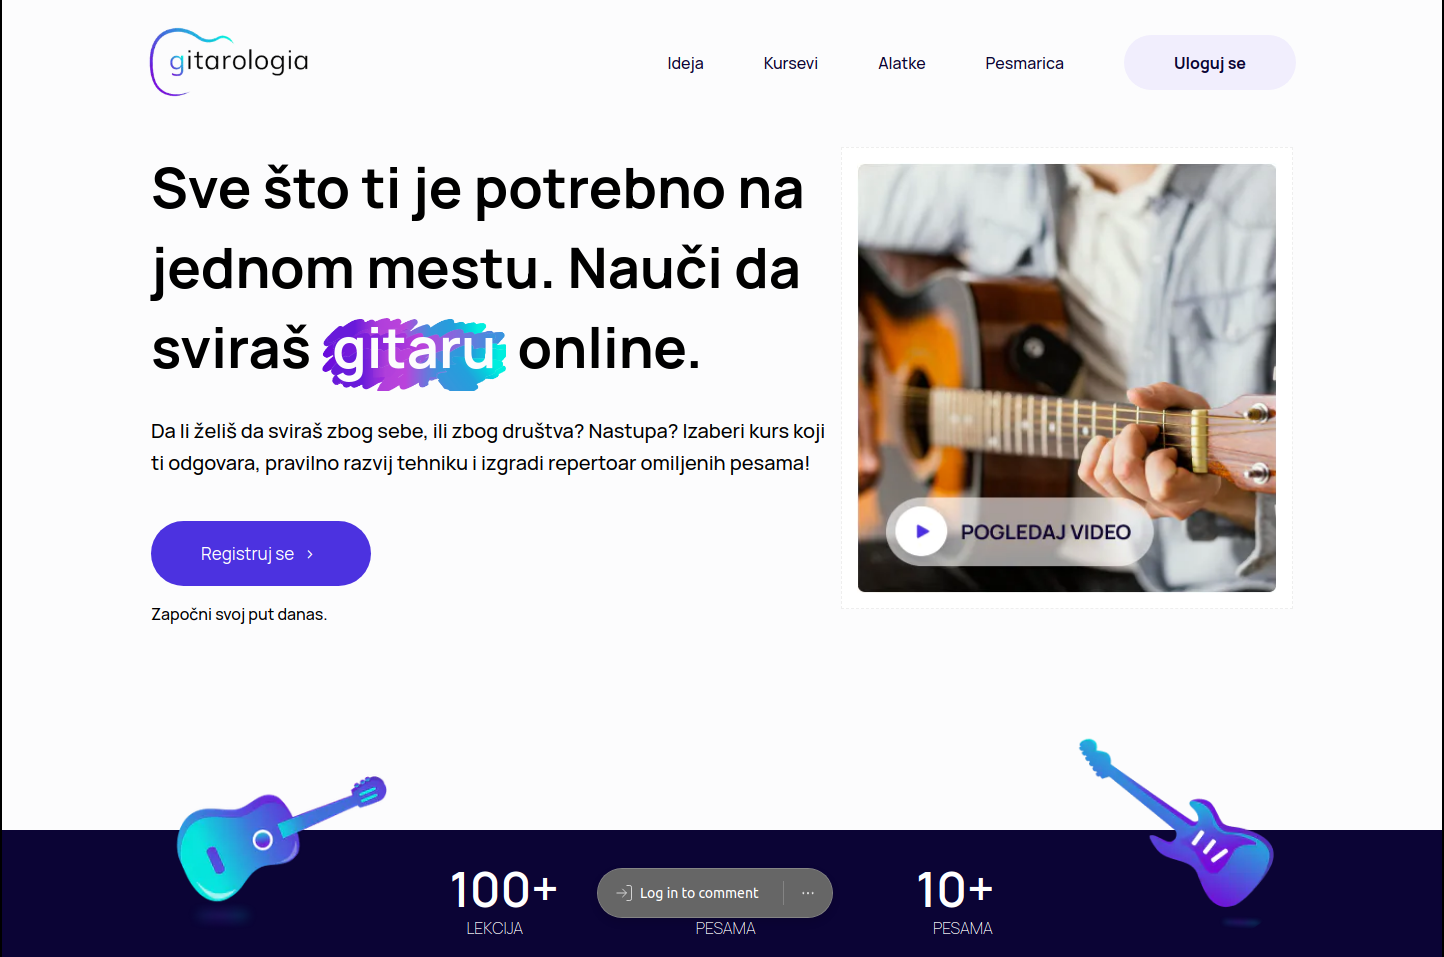 gitarologia
Ideja
Kursevi
Alatke
Pesmarica
Uloguj se
Sve što ti je potrebno na
jednom mestu. Nauči da
sviraš gitaru online.
Da li želiš da sviraš zbog sebe, ili zbog društva? Nastupa? Izaberi kurs koji
ti odgovara, pravilno razvij tehniku i izgradi repertoar omiljenih pesama!
Registruj se
Započni svoj put danas.
POGLEDAJ VIDEO
100+
LEKCIJA
Log in to comment
PESAMA
10+
PESAMA